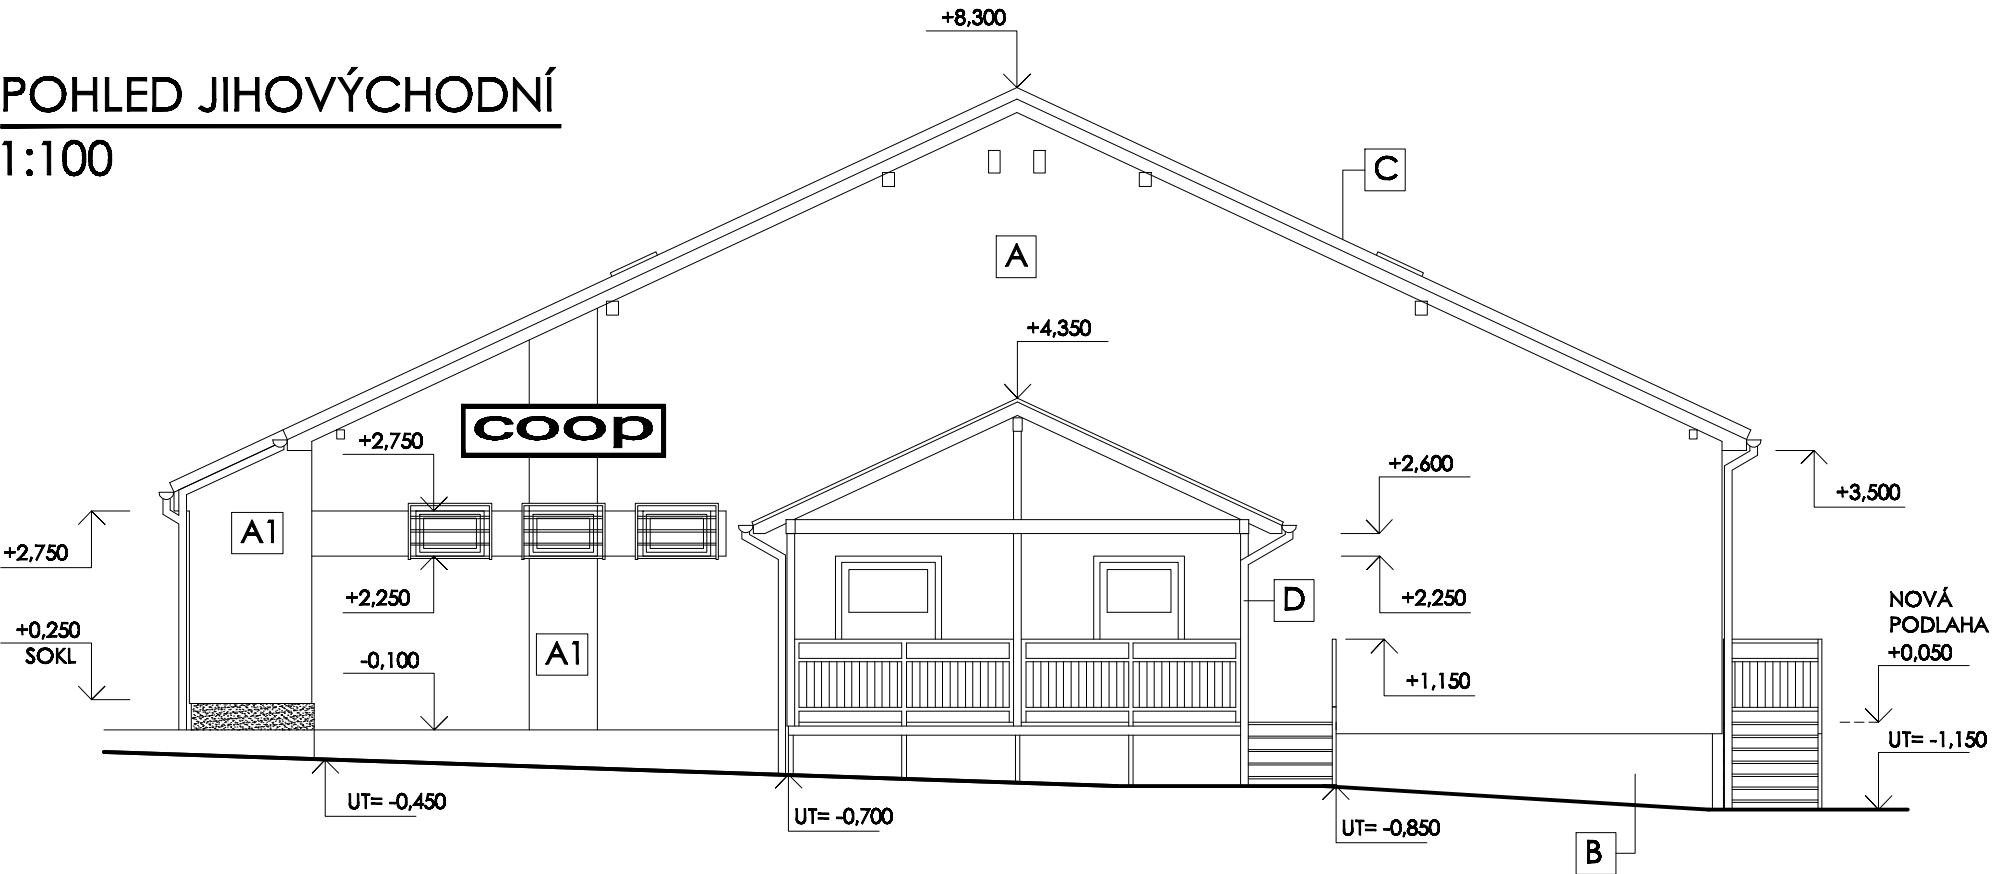 +8,300
POHLED JIHOVÝCHODNÍ
1:100
C
A
+4,350
coop
+2,750
+2,600
+3,500
A1
+2,750
+2,250
D
+2,250
NOVÁ
PODLAHA
+0,050
+0,250
SOKL
-0,100
A1
+1,150
UT= -1,150
UT= -0,450
UT= -0,700
UT= -0,850
B